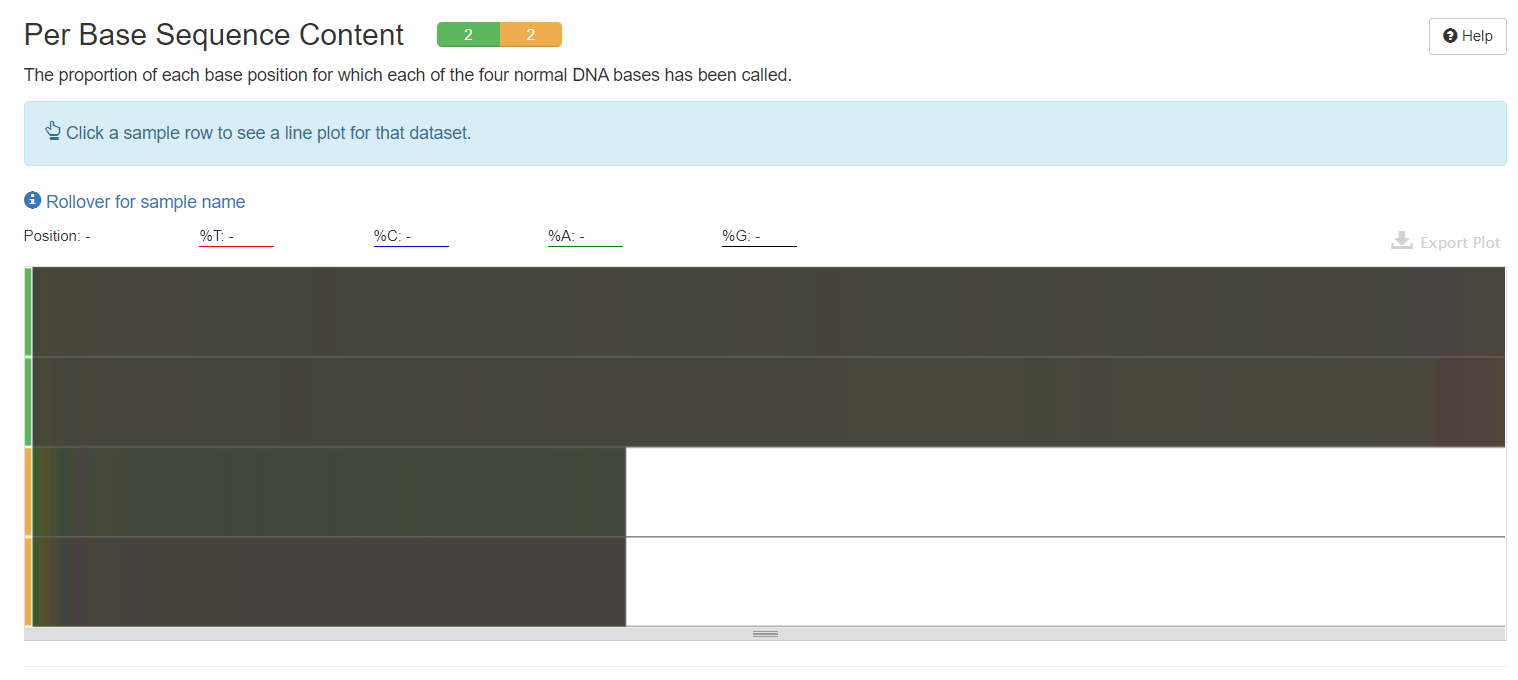 Per Base Sequence Content 2 2 Help
The proportion of each base position for which each of the four normal DNA bases has been called.
Click a sample row to see a line plot for that dataset.
Rollover for sample name
Position: - %T: - %C: - %A: - %G: - Export Plot